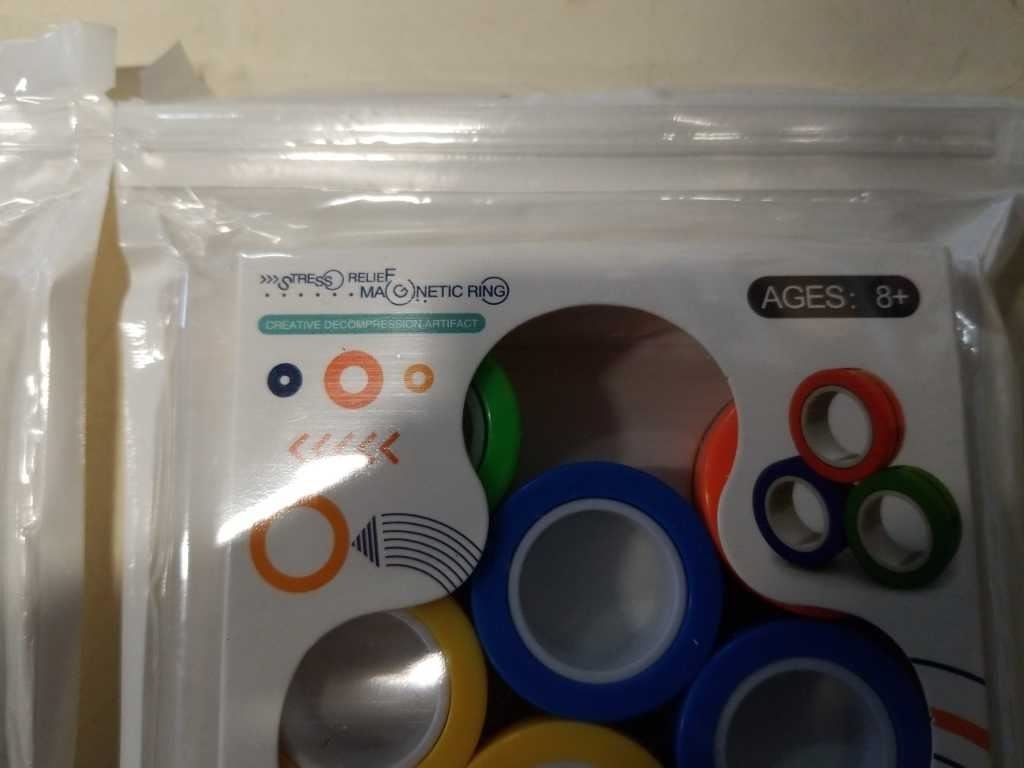 >>>STRESS RELIEF
MAGNETIC RING
CREATIVE DECOMPRESSION ARTIFACT
AGES: 8+